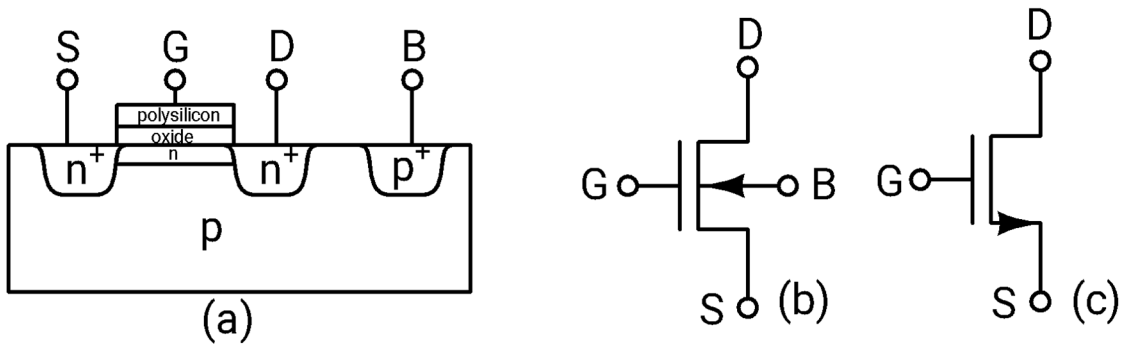 S G D B
polysilicon
oxide
n
n+ n+ p+
p
(a)
D
G B
S (b)
D
G
S (c)